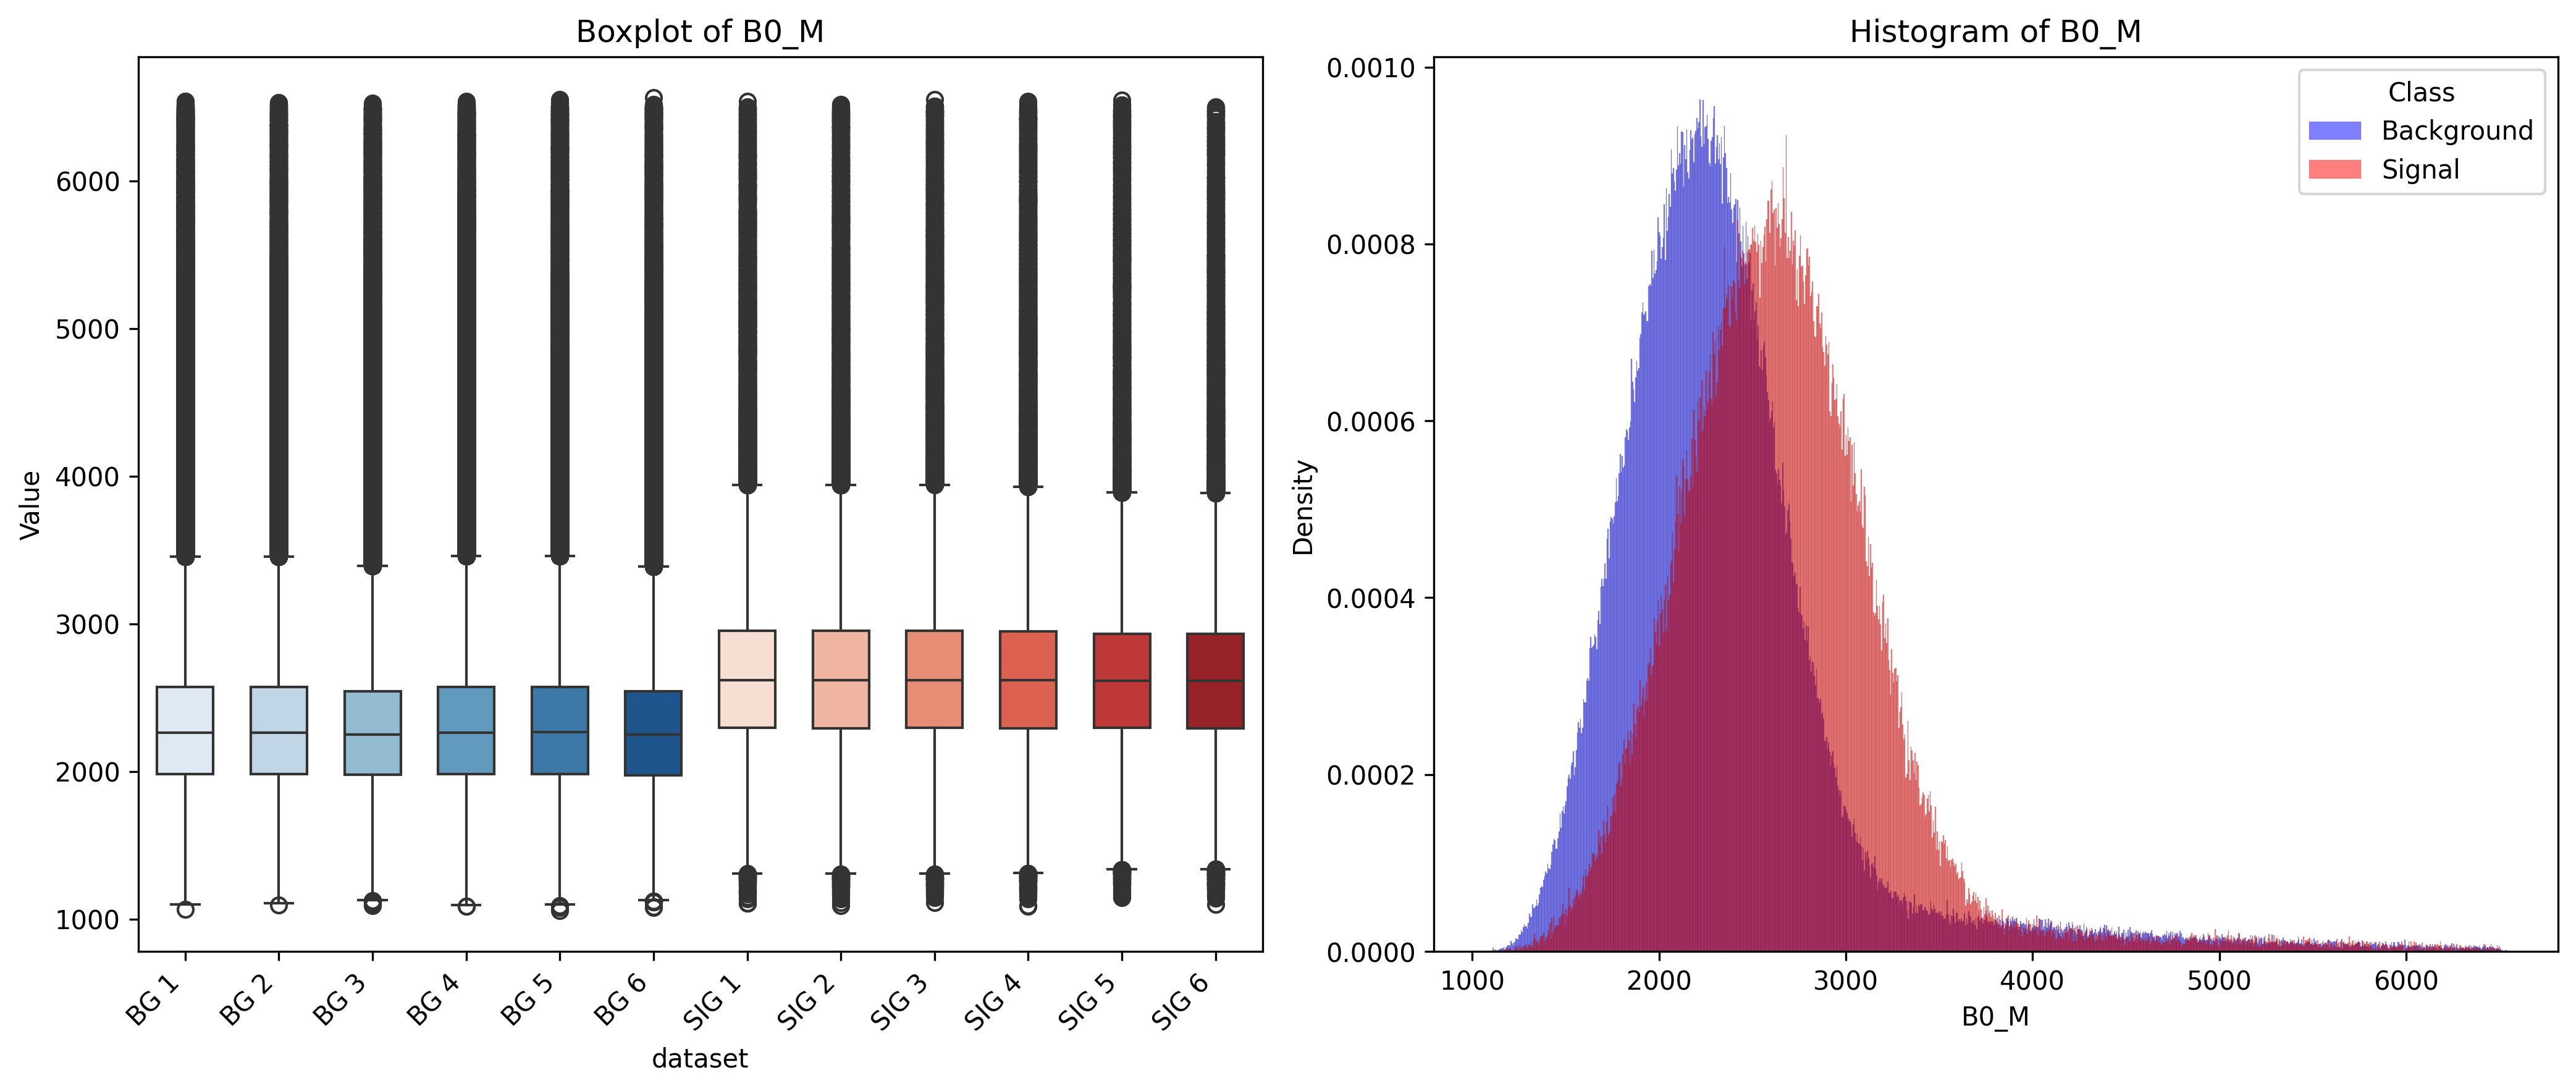 Boxplot of B0_M
Value
6000
5000
4000
3000
2000
1000
BG 1
BG 2
BG 3
BG 4
BG 5
BG 6
SIG 1
SIG 2
SIG 3
SIG 4
SIG 5
SIG 6
dataset
Histogram of B0_M
Density
0.0010
0.0008
0.0006
0.0004
0.0002
0.0000
1000
2000
3000
4000
5000
6000
B0_M
Class
Background
Signal